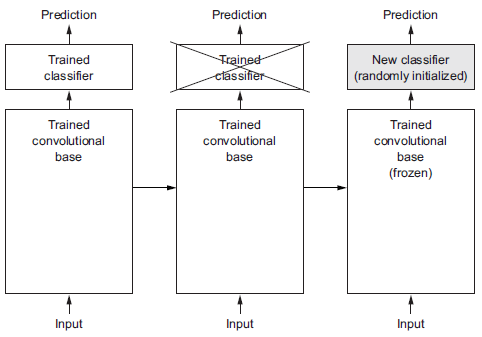 Prediction
Prediction
Prediction
Trained
classifier
Trained
classifier
New classifier
(randomly initialized)
Trained
convolutional
base
Trained
convolutional
base
Trained
convolutional
base
(frozen)
Input
Input
Input